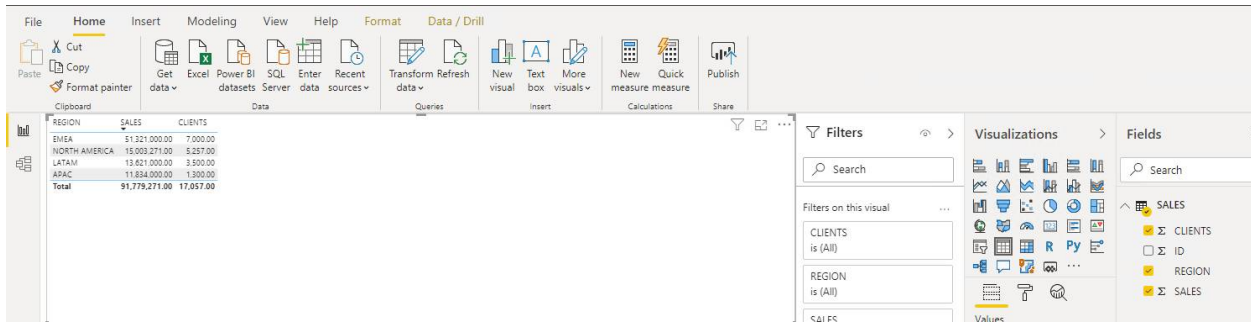 File Home Insert Modeling View Help Format Data / Drill
Paste
Cut
Copy
Format painter
Clipboard
Get data
Excel
Power BI datasets
SQL Server
Enter data
Recent sources
Data
Transform data
Refresh
Queries
New visual
Text box
More visuals
Insert
New measure
Quick measure
Calculations
Publish
Share
REGION SALES CLIENTS
EMEA 51.321.000.00 7.000.00
NORTH AMERICA 15.003.271.00 5.257.00
LATAM 13.621.000.00 3.500.00
APAC 11.834.000.00 1.300.00
Total 91,779,271.00 17,057.00
Filters
Search
Filters on this visual ...
CLIENTS
is (All)
REGION
is (All)
SALES
Visualizations
R Py
...
Values
Fields
Search
SALES
Σ CLIENTS
Σ ID
REGION
Σ SALES